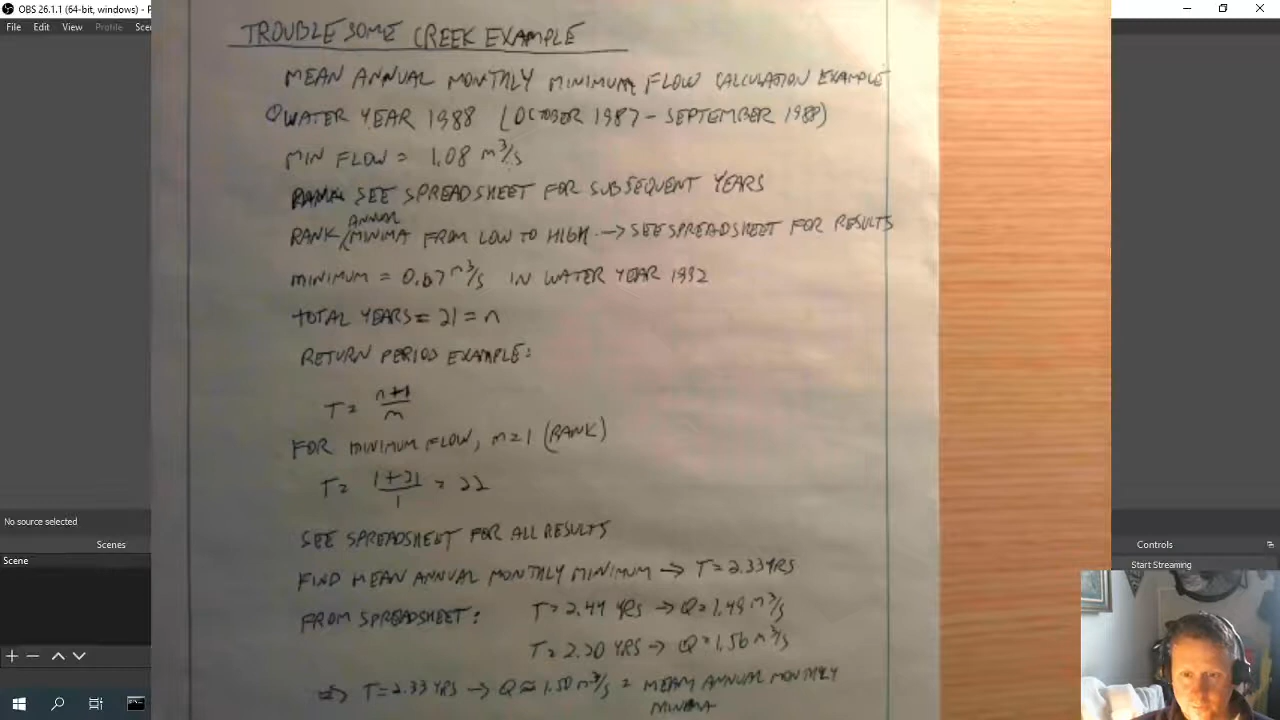 OBS 26.1.1 (64-bit, windows) - P
File Edit View Profile Scen
TROUBLESOME CREEK EXAMPLE
MEAN ANNUAL MONTHLY MINIMUM FLOW CALCULATION EXAMPLE
WATER YEAR 1988 (OCTOBER 1987 - SEPTEMBER 1988)
MIN FLOW = 1.08 m³/s
SEE SPREADSHEET FOR SUBSEQUENT YEARS
RANK / ANNUAL MINIMA FROM LOW TO HIGH → SEE SPREADSHEET FOR RESULTS
MINIMUM = 0.67 m³/s IN WATER YEAR 1992
TOTAL YEARS = 21 = n
RETURN PERIOD EXAMPLE:
T = n+1
m
FOR MINIMUM FLOW, m=1 (RANK)
T = 1+21 = 22
1
SEE SPREADSHEET FOR ALL RESULTS
FIND MEAN ANNUAL MONTHLY MINIMUM → T=2.33 YRS
FROM SPREADSHEET: T=2.44 YRS → Q=1.49 m³/s
T=2.20 YRS → Q=1.56 m³/s
⇒ T=2.33 YRS → Q≈1.50 m³/s = MEAN ANNUAL MONTHLY
MINIMA
No source selected
Scenes
Scene
Controls
Start Streaming